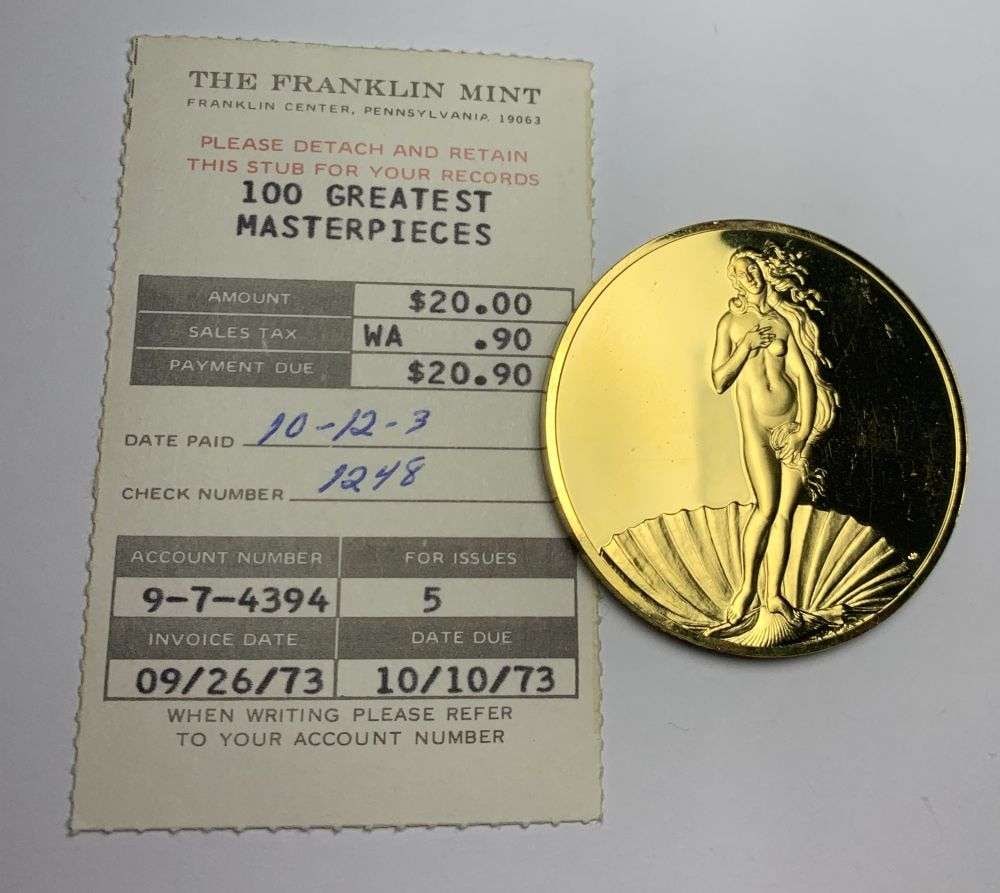 THE FRANKLIN MINT
FRANKLIN CENTER, PENNSYLVANIA 19063
PLEASE DETACH AND RETAIN
THIS STUB FOR YOUR RECORDS
100 GREATEST
MASTERPIECES
AMOUNT $20.00
SALES TAX WA .90
PAYMENT DUE $20.90
DATE PAID 10-12-3
CHECK NUMBER 1248
ACCOUNT NUMBER FOR ISSUES
9-7-4394 5
INVOICE DATE DATE DUE
09/26/73 10/10/73
WHEN WRITING PLEASE REFER
TO YOUR ACCOUNT NUMBER